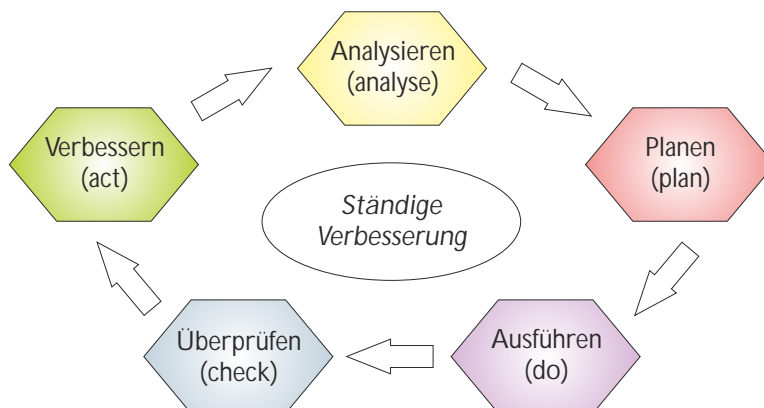 Analysieren
(analyse)
Verbessern
(act)
Planen
(plan)
Ständige
Verbesserung
Überprüfen
(check)
Ausführen
(do)